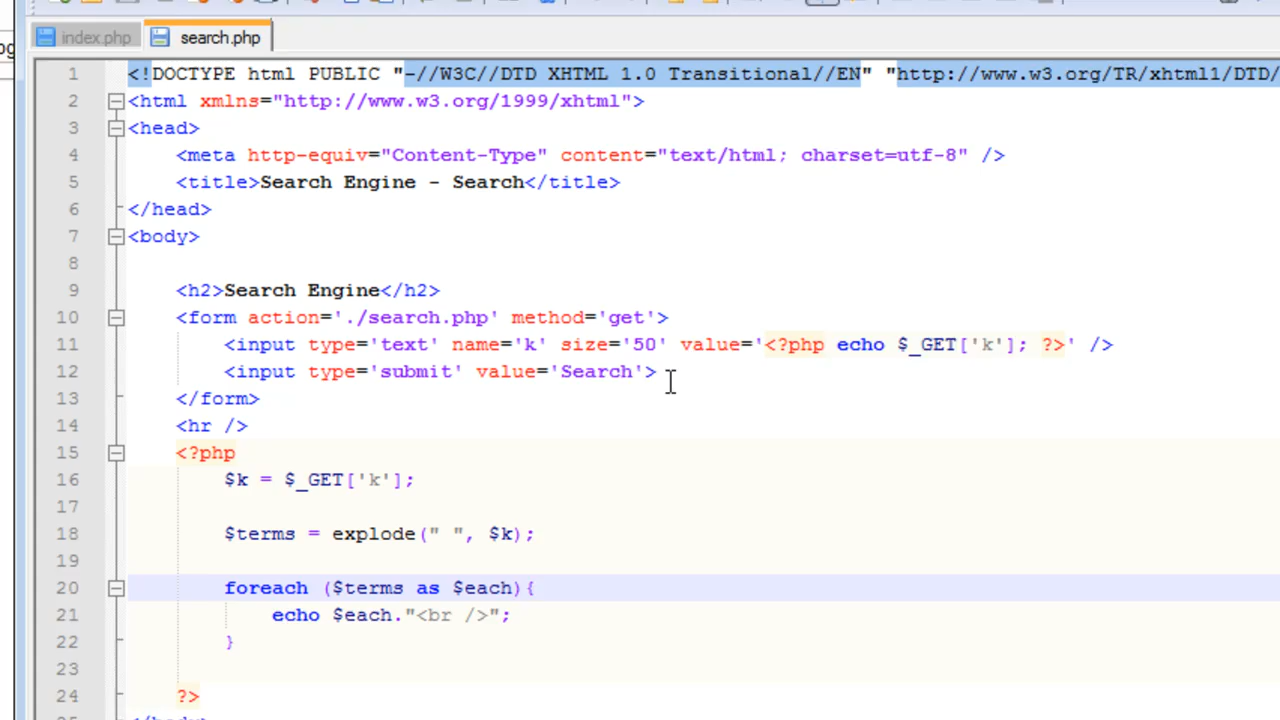 index.php search.php
1 <!DOCTYPE html PUBLIC "-//W3C//DTD XHTML 1.0 Transitional//EN" "http://www.w3.org/TR/xhtml1/DTD/
2 <html xmlns="http://www.w3.org/1999/xhtml">
3 <head>
4 <meta http-equiv="Content-Type" content="text/html; charset=utf-8" />
5 <title>Search Engine - Search</title>
6 </head>
7 <body>
8
9 <h2>Search Engine</h2>
10 <form action='./search.php' method='get'>
11 <input type='text' name='k' size='50' value='<?php echo $_GET['k']; ?>' />
12 <input type='submit' value='Search'>
13 </form>
14 <hr />
15 <?php
16 $k = $_GET['k'];
17
18 $terms = explode(" ", $k);
19
20 foreach ($terms as $each){
21 echo $each."<br />";
22 }
23
24 ?>